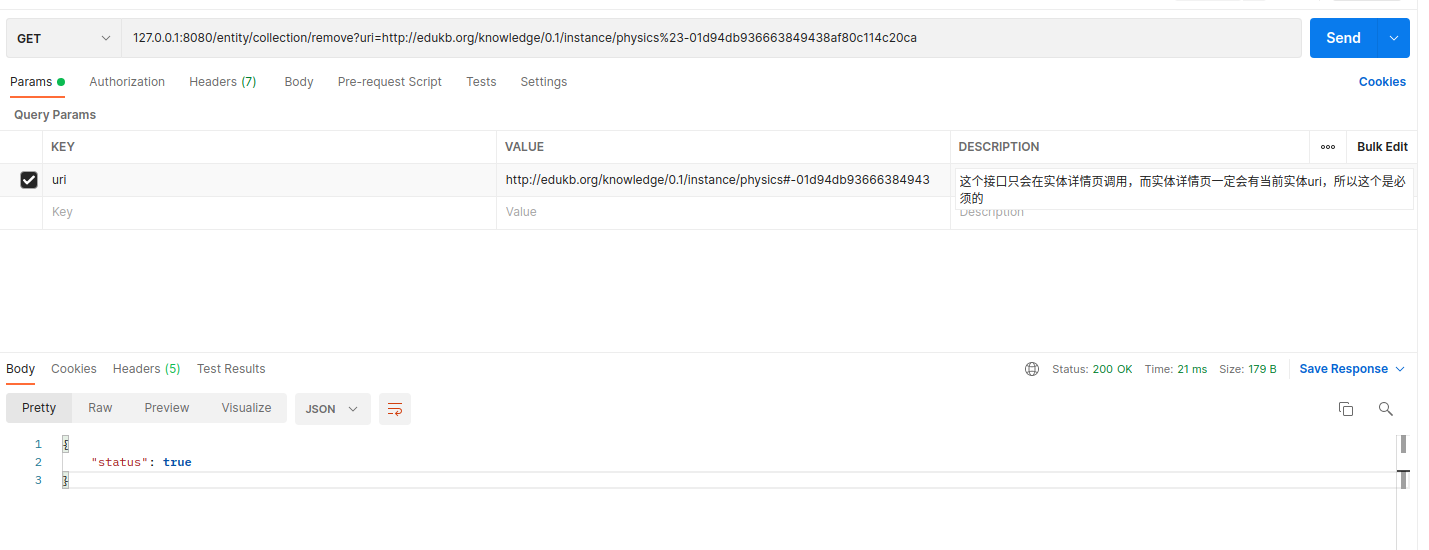 GET 127.0.0.1:8080/entity/collection/remove?uri=http://edukb.org/knowledge/0.1/instance/physics%23-01d94db936663849438af80c114c20ca Send
Params Authorization Headers (7) Body Pre-request Script Tests Settings Cookies
Query Params
KEY VALUE DESCRIPTION ooo Bulk Edit
uri http://edukb.org/knowledge/0.1/instance/physics#-01d94db93666384943 这个接口只会在实体详情页调用，而实体详情页一定会有当前实体uri，所以这个是必
须的
Key Value Description
Body Cookies Headers (5) Test Results Status: 200 OK Time: 21 ms Size: 179 B Save Response
Pretty Raw Preview Visualize JSON
1 {
2 "status": true
3 }